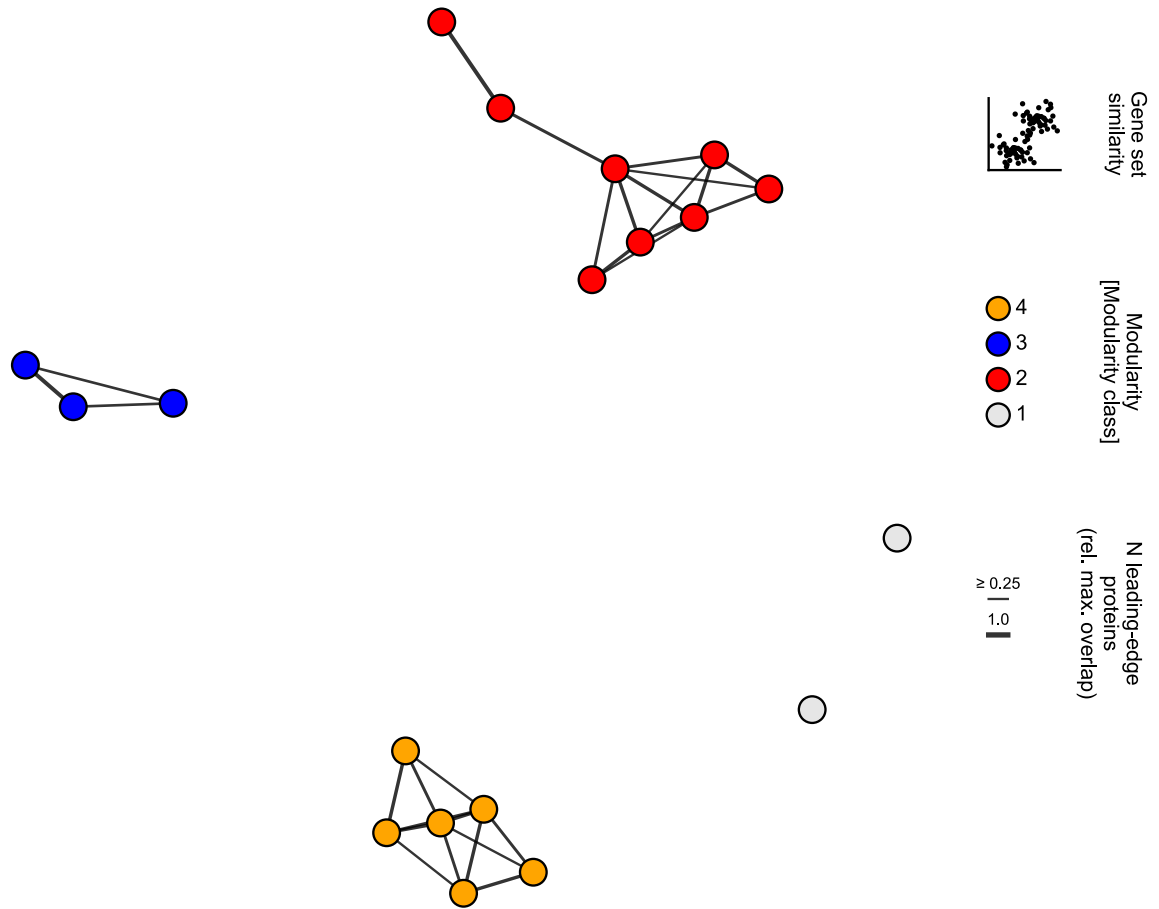 Gene set
similarity
Modularity
[Modularity class]
4
3
2
1
N leading-edge
proteins
(rel. max. overlap)
≥ 0.25
1.0